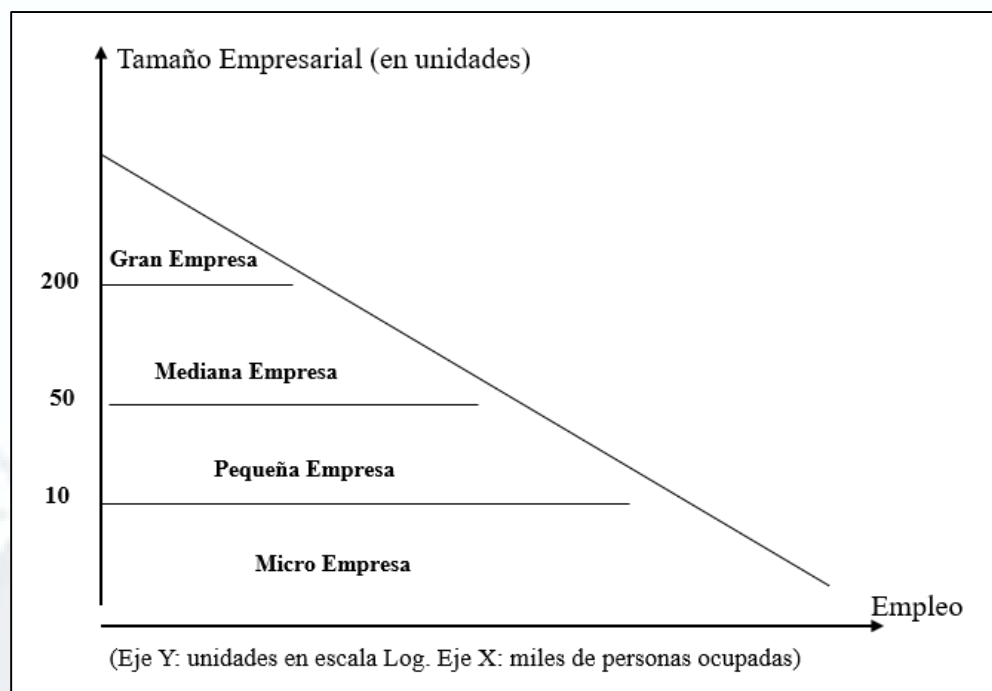 Tamaño Empresarial (en unidades)
Gran Empresa
200
Mediana Empresa
50
Pequeña Empresa
10
Micro Empresa
Empleo
(Eje Y: unidades en escala Log. Eje X: miles de personas ocupadas)